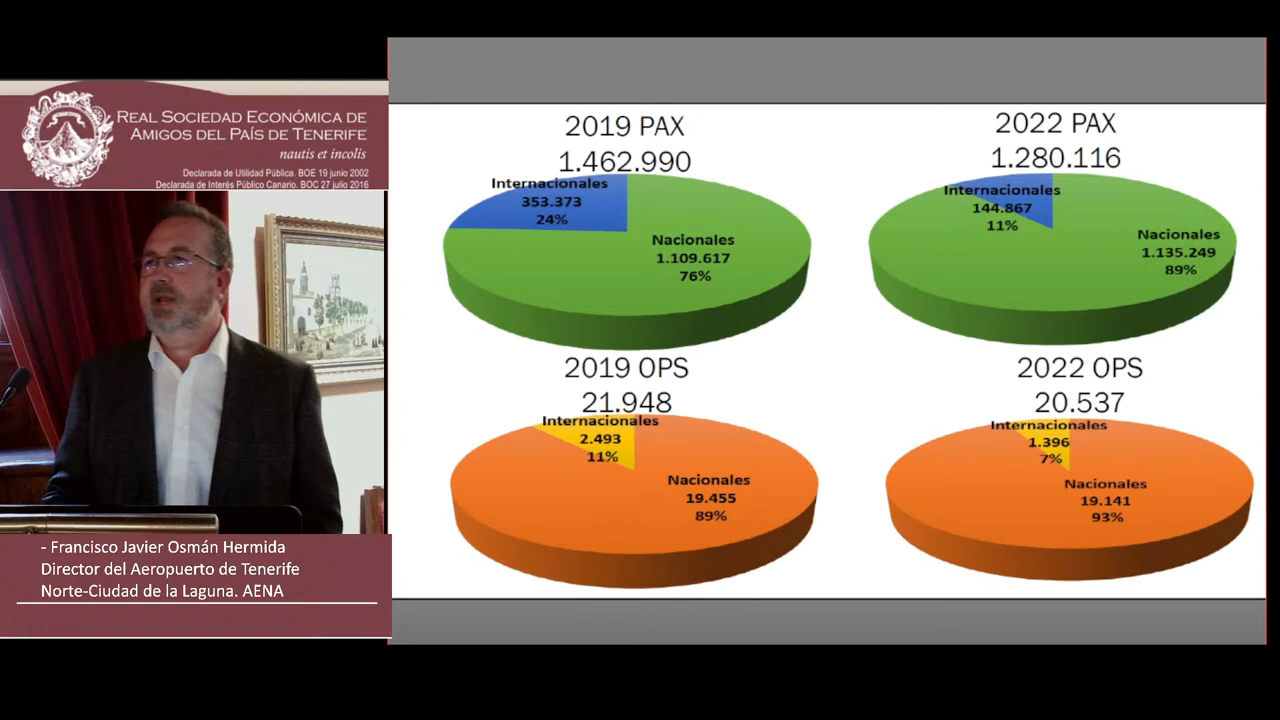 REAL SOCIEDAD ECONÓMICA DE
AMIGOS DEL PAÍS DE TENERIFE
nautis et incolis
Declarada de Utilidad Pública. BOE 19 junio 2002
Declarada de Interés Público Canario. BOC 27 julio 2016
- Francisco Javier Osmán Hermida
Director del Aeropuerto de Tenerife
Norte-Ciudad de la Laguna. AENA
2019 PAX
1.462.990
Internacionales
353.373
24%
Nacionales
1.109.617
76%
2022 PAX
1.280.116
Internacionales
144.867
11%
Nacionales
1.135.249
89%
2019 OPS
21.948
Internacionales
2.493
11%
Nacionales
19.455
89%
2022 OPS
20.537
Internacionales
1.396
7%
Nacionales
19.141
93%